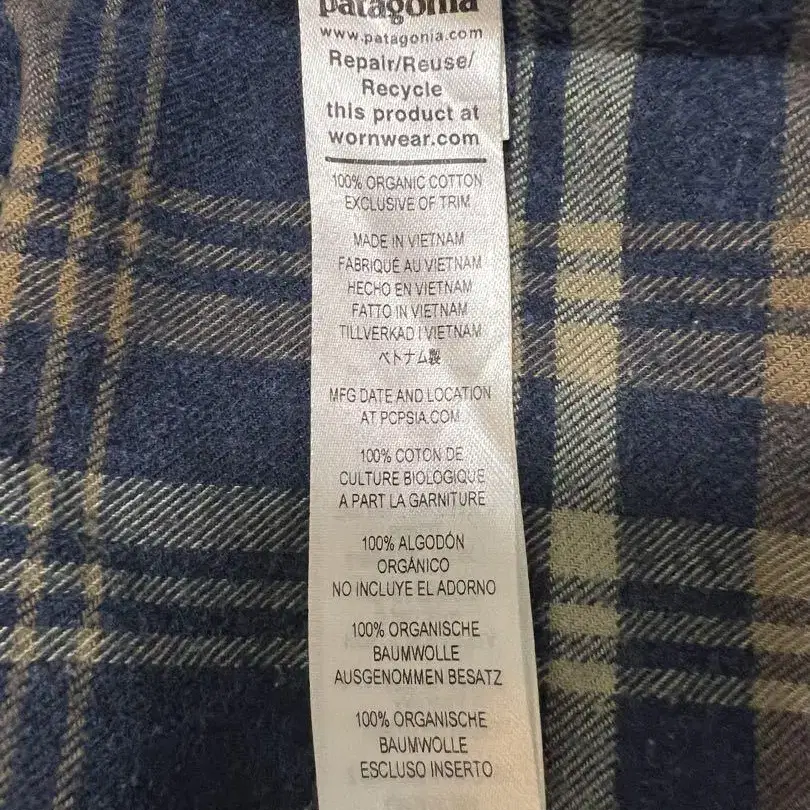 patagonia
www.patagonia.com
Repair/Reuse/
Recycle
this product at
wornwear.com
100% ORGANIC COTTON
EXCLUSIVE OF TRIM
MADE IN VIETNAM
FABRIQUÉ AU VIETNAM
HECHO EN VIETNAM
FATTO IN VIETNAM
TILLVERKAD I VIETNAM
ベトナム製
MFG DATE AND LOCATION
AT PCPSIA.COM
100% COTON DE
CULTURE BIOLOGIQUE
A PART LA GARNITURE
100% ALGODÓN
ORGÁNICO
NO INCLUYE EL ADORNO
100% ORGANISCHE
BAUMWOLLE
AUSGENOMMEN BESATZ
100% ORGANISCHE
BAUMWOLLE
ESCLUSO INSERTO